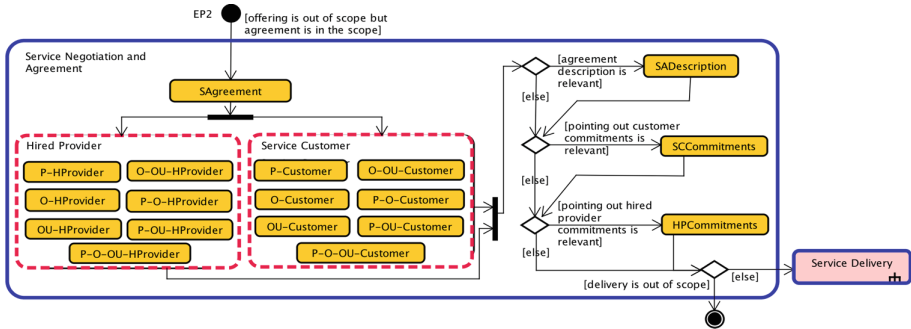 EP2
[offering is out of scope but
agreement is in the scope]
Service Negotiation and
Agreement
SAgreement
Hired Provider
P-HProvider
O-OU-HProvider
O-HProvider
P-O-HProvider
OU-HProvider
P-OU-HProvider
P-O-OU-HProvider
Service Customer
P-Customer
O-OU-Customer
O-Customer
P-O-Customer
OU-Customer
P-OU-Customer
P-O-OU-Customer
[agreement
description is
relevant]
SADescription
[else]
[pointing out customer
commitments is
relevant]
SCCommitments
[else]
[pointing out hired
provider
commitments is
relevant]
HPCommitments
[else]
[delivery is out of scope]
[else]
Service Delivery